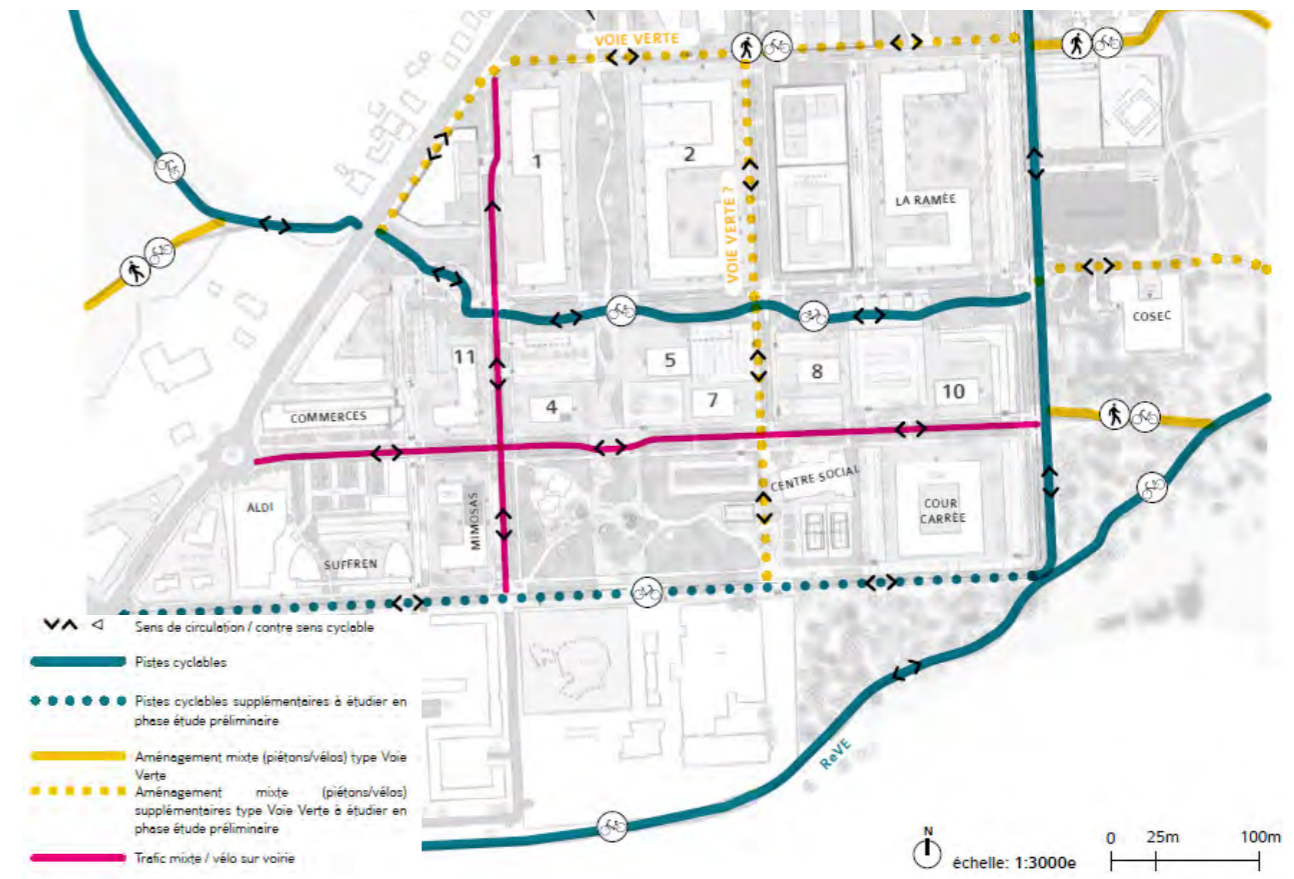 VOIE VERTE
1
2
LA RAMÉE
VOIE VERTE ?
COSEC
11
5
8
4
7
10
COMMERCES
CENTRE SOCIAL
ALDI
MIMOSAS
COUR
CARRÉE
SUFFREN
Sens de circulation / contre sens cyclable
Pistes cyclables
Pistes cyclables supplémentaires à étudier en
phase étude préliminaire
Aménagement mixte (piétons/vélos) type Voie
Verte
Aménagement mixte (piétons/vélos)
supplémentaires type Voie Verte à étudier en
phase étude préliminaire
Trafic mixte / vélo sur voirie
ReVE
N
échelle: 1:3000e
0 25m 100m